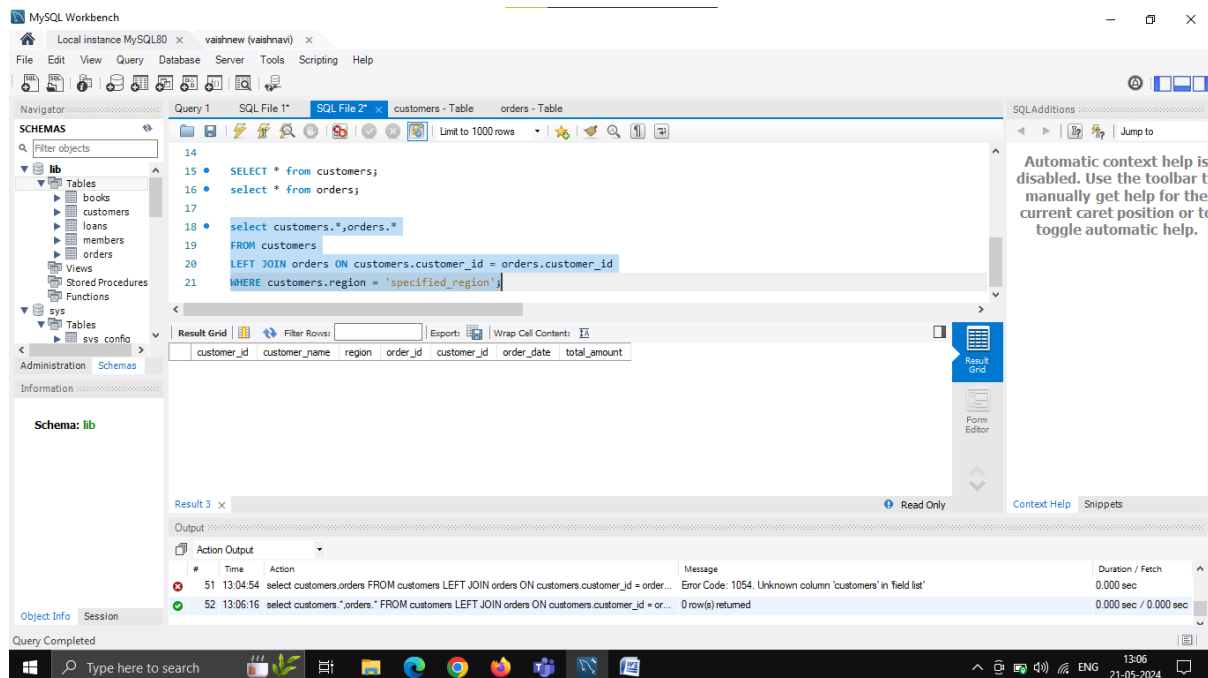 MySQL Workbench
Local instance MySQL80 × vaishnew (vaishnavi) ×
File Edit View Query Database Server Tools Scripting Help
Navigator
Query 1 SQL File 1* SQL File 2* × customers - Table orders - Table
SQLAdditions
SCHEMAS
Limit to 1000 rows
Jump to
Filter objects
lib
Tables
books
customers
loans
members
orders
Views
Stored Procedures
Functions
sys
Tables
sys_config
Administration Schemas
Information
Schema: lib
Object Info Session
14
15 SELECT * from customers;
16 select * from orders;
17
18 select customers.*,orders.*
19 FROM customers
20 LEFT JOIN orders ON customers.customer_id = orders.customer_id
21 WHERE customers.region = 'specified_region';
Result Grid Filter Rows: Export: Wrap Cell Content: IA
customer_id customer_name region order_id customer_id order_date total_amount
Result
Grid
Form
Editor
Result 3 × Read Only
Automatic context help is
disabled. Use the toolbar t
manually get help for the
current caret position or to
toggle automatic help.
Context Help Snippets
Output
Action Output
# Time Action Message Duration / Fetch
51 13:04:54 select customers,orders FROM customers LEFT JOIN orders ON customers.customer_id = order... Error Code: 1054. Unknown column 'customers' in 'field list' 0.000 sec
52 13:06:16 select customers.*,orders.* FROM customers LEFT JOIN orders ON customers.customer_id = or... 0 row(s) returned 0.000 sec / 0.000 sec
Query Completed
Type here to search
ENG
13:06
21-05-2024